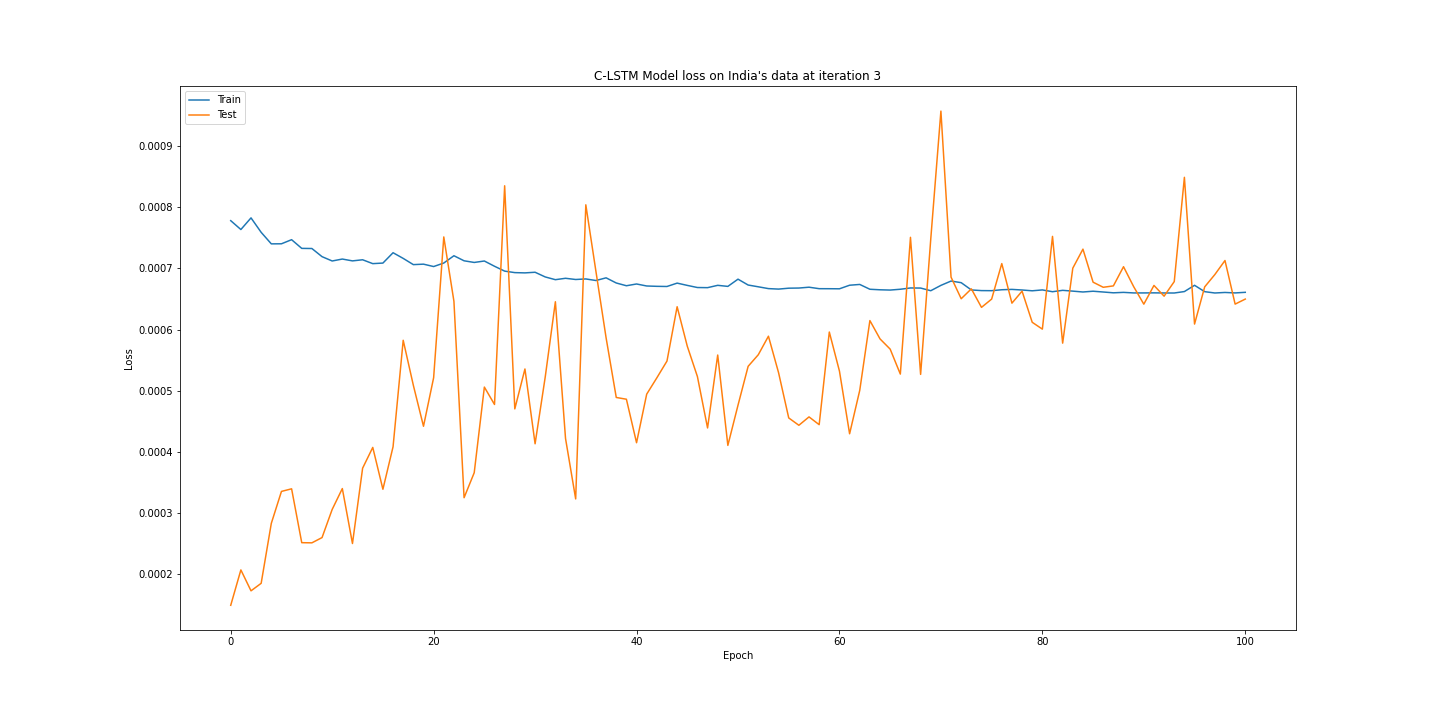 C-LSTM Model loss on India's data at iteration 3
Train
Test
0.0009
0.0008
0.0007
0.0006
0.0005
0.0004
0.0003
0.0002
Loss
0 20 40 60 80 100
Epoch